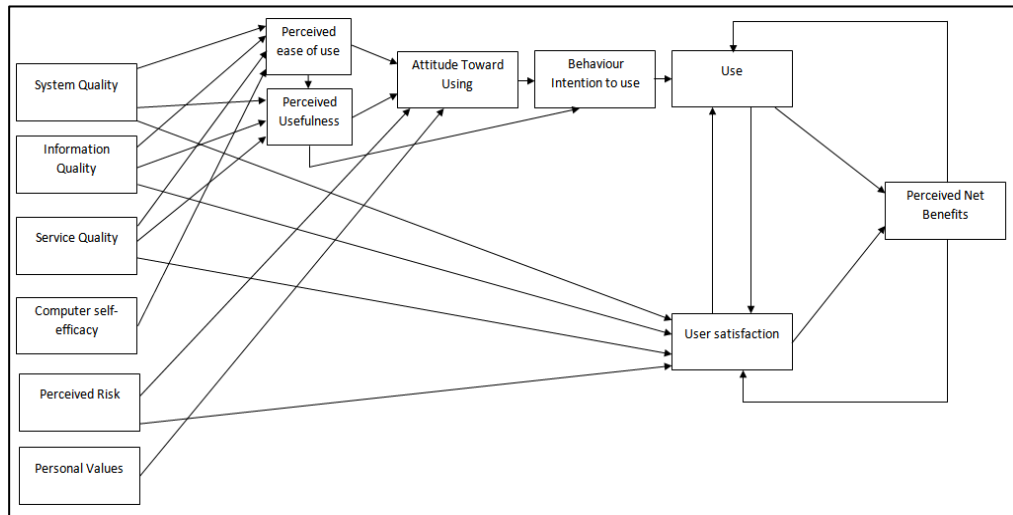 System Quality
Information
Quality
Service Quality
Computer self-
efficacy
Perceived Risk
Personal Values
Perceived
ease of use
Perceived
Usefulness
Attitude Toward
Using
Behaviour
Intention to use
Use
User satisfaction
Perceived Net
Benefits